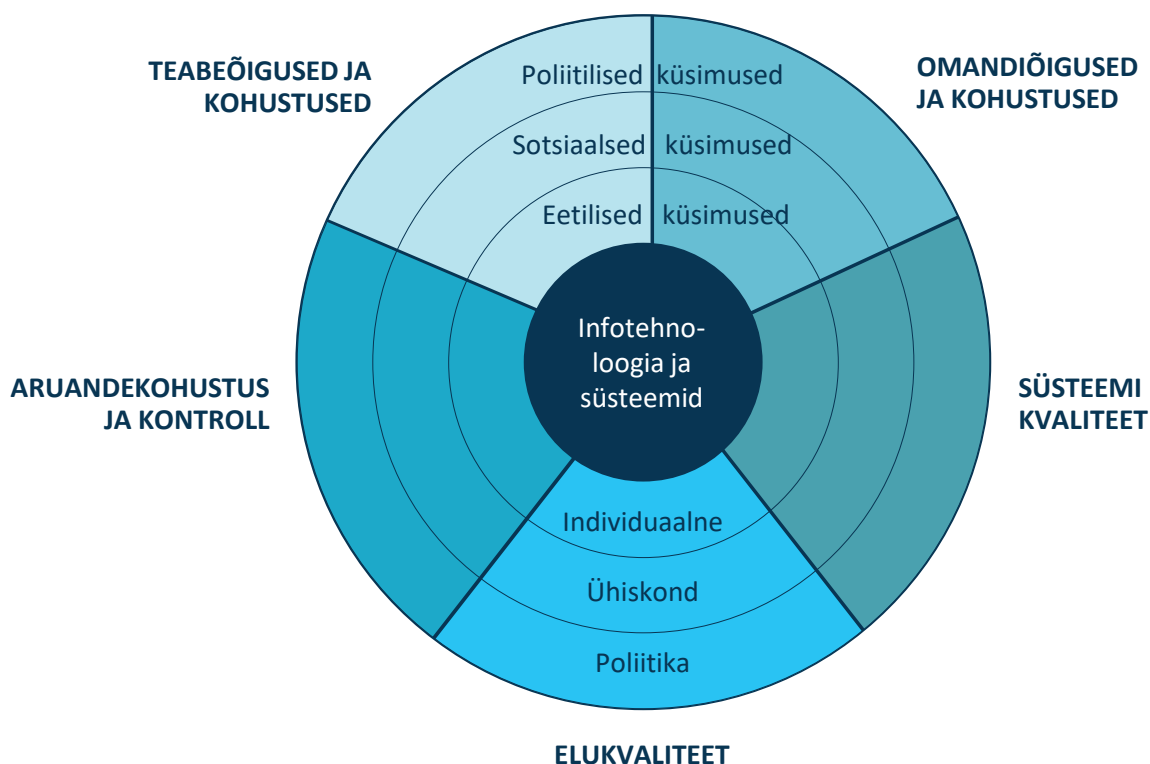 TEABEÕIGUSED JA
KOHUSTUSED
OMANDIÕIGUSED
JA KOHUSTUSED
Poliitilised küsimused
Sotsiaalsed küsimused
Eetilised küsimused
Infotehno-
loogia ja
süsteemid
ARUANDEKOHUSTUS
JA KONTROLL
SÜSTEEMI
KVALITEET
Individuaalne
Ühiskond
Poliitika
ELUKVALITEET